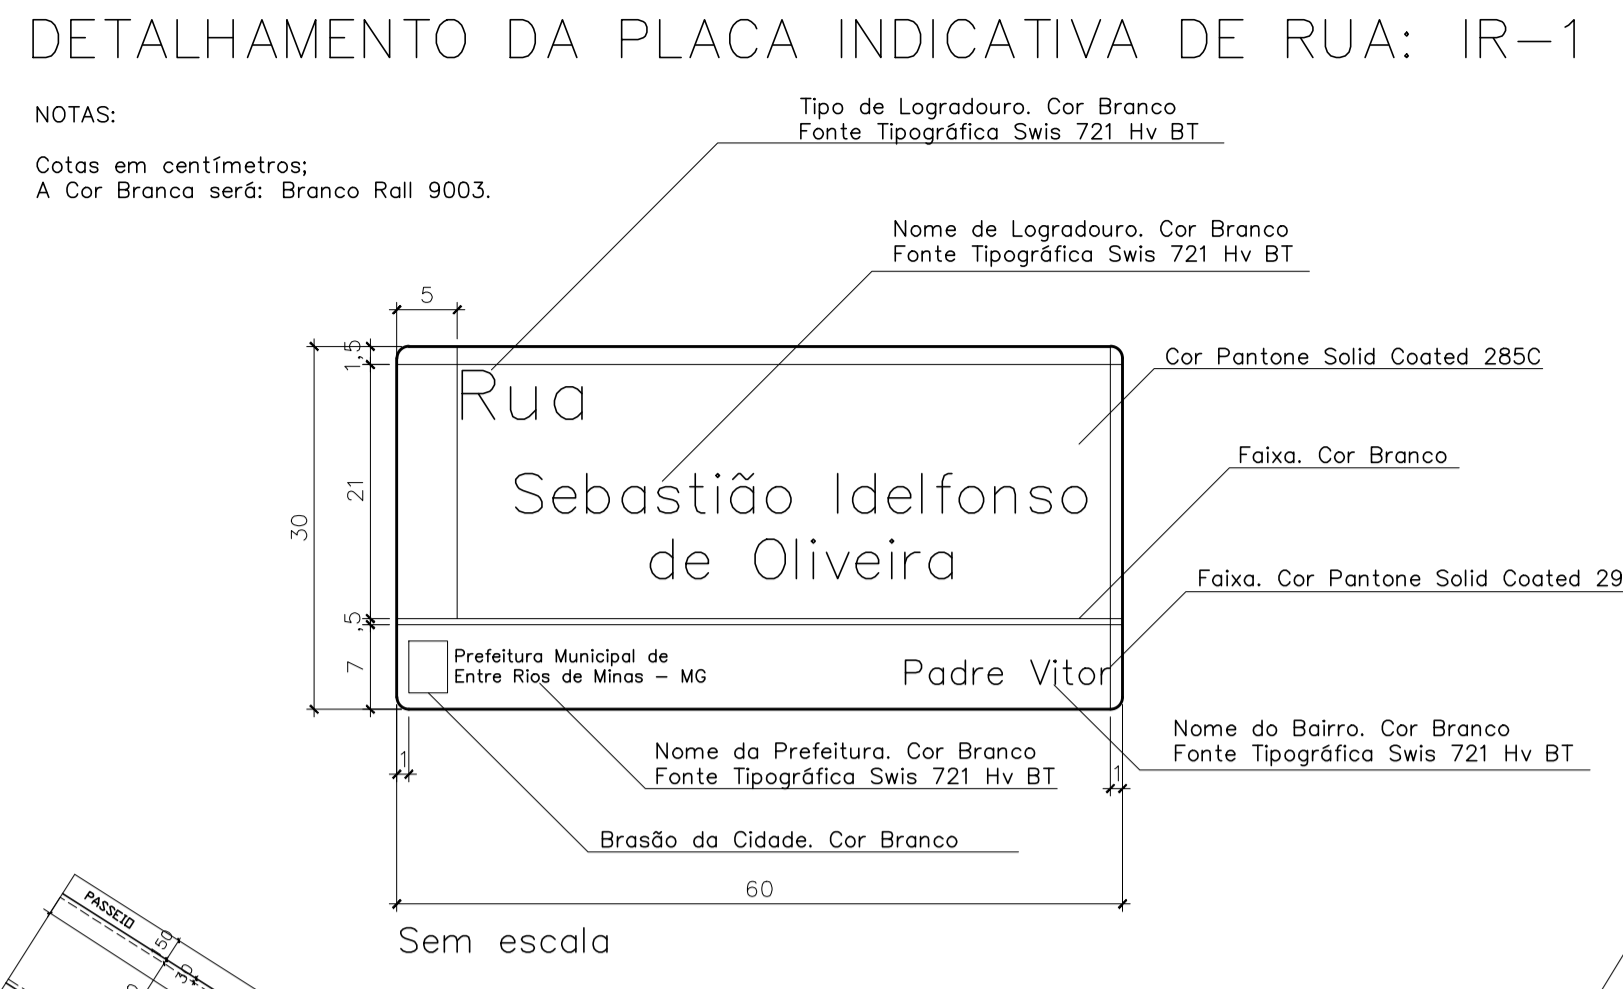 DETALHAMENTO DA PLACA INDICATIVA DE RUA: IR-1
NOTAS:
Cotas em centímetros;
A Cor Branca será: Branco Rall 9003.
Tipo de Logradouro. Cor Branco
Fonte Tipográfica Swis 721 Hv BT
Nome de Logradouro. Cor Branco
Fonte Tipográfica Swis 721 Hv BT
5
1,5
Cor Pantone Solid Coated 285C
Rua
Faixa. Cor Branco
21
Sebastião Idelfonso
30
de Oliveira
Faixa. Cor Pantone Solid Coated 29
,5
7
Prefeitura Municipal de
Entre Rios de Minas - MG
Padre Vitor
Nome do Bairro. Cor Branco
Fonte Tipográfica Swis 721 Hv BT
1
Nome da Prefeitura. Cor Branco
Fonte Tipográfica Swis 721 Hv BT
1
Brasão da Cidade. Cor Branco
60
Sem escala
PASSEIO
50
30